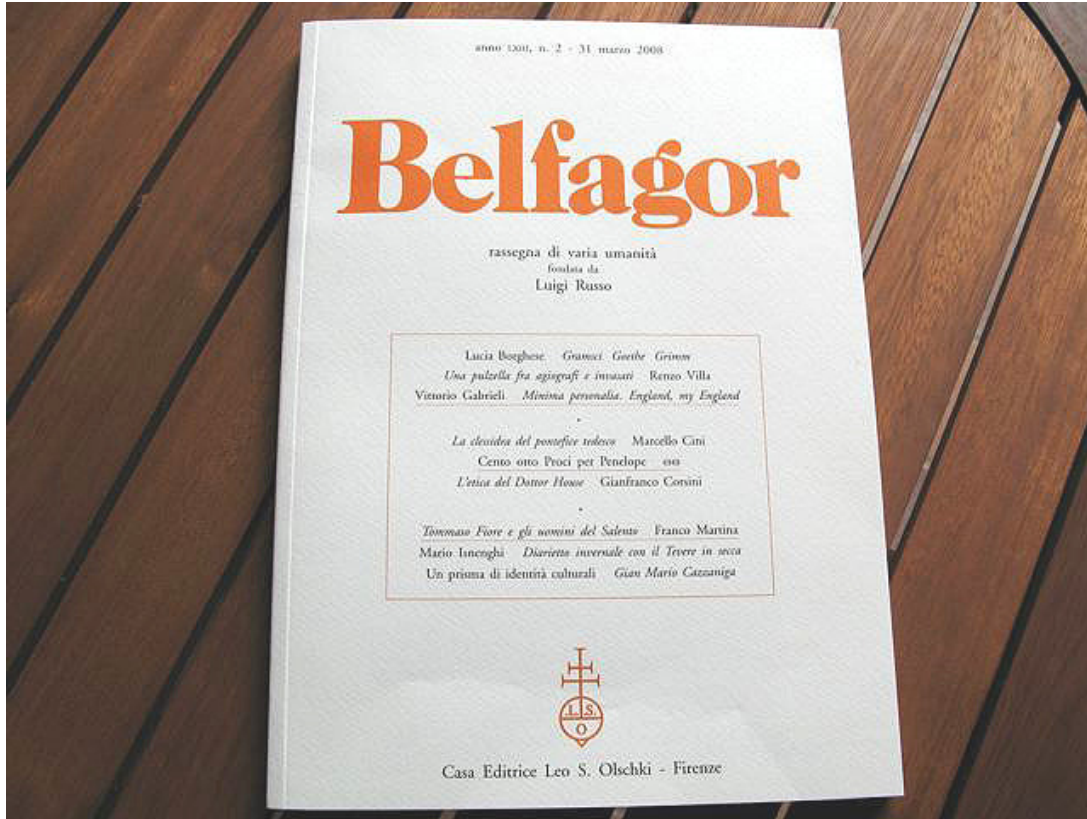 anno LXIII, n. 2 - 31 marzo 2008
Belfagor
rassegna di varia umanità
fondata da
Luigi Russo
Lucia Borghese Gramsci Goethe Grimm
Una pulzella fra agiografi e invasati Renzo Villa
Vittorio Gabrieli Minima personalia. England, my England
La clessidra del pontefice tedesco Marcello Cini
Cento otto Proci per Penelope
L'etica del Dottor House Gianfranco Corsini
Tommaso Fiore e gli uomini del Salento Franco Martina
Mario Isnenghi Diarietto invernale con il Tevere in secca
Un prisma di identità culturali Gian Mario Cazzaniga
L. S.
O
Casa Editrice Leo S. Olschki - Firenze